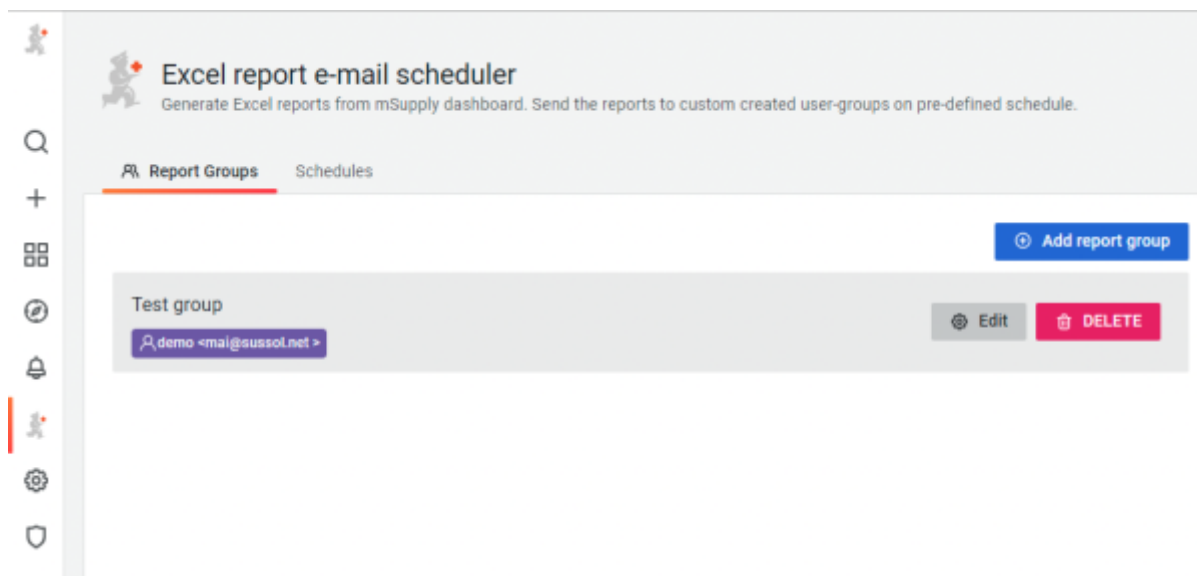 Excel report e-mail scheduler
Generate Excel reports from mSupply dashboard. Send the reports to custom created user-groups on pre-defined schedule.
Report Groups Schedules
Add report group
Test group
Edit DELETE
demo <mai@sussol.net >